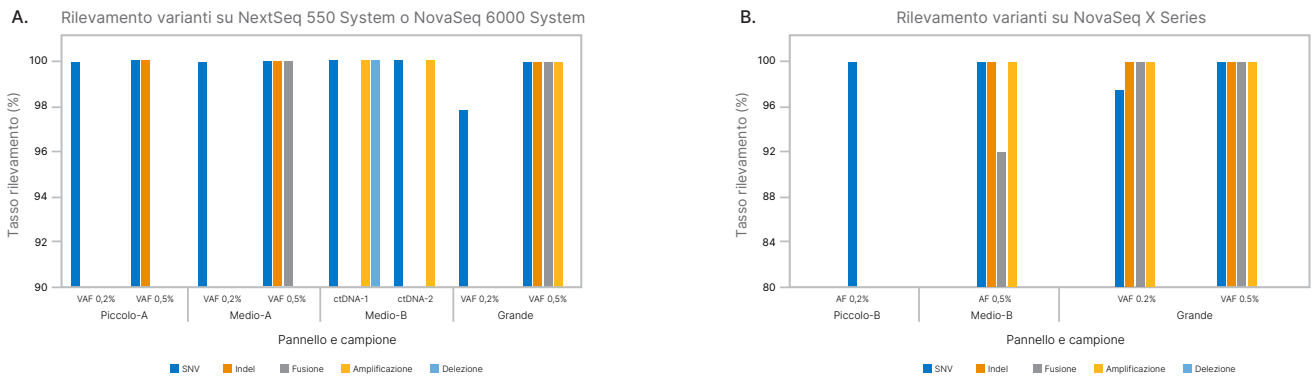 A.
Rilevamento varianti su NextSeq 550 System o NovaSeq 6000 System
Tasso rilevamento (%)
100
98
96
94
92
90
VAF 0,2%
VAF 0,5%
VAF 0,2%
VAF 0,5%
ctDNA-1
ctDNA-2
VAF 0,2%
VAF 0,5%
Piccolo-A
Medio-A
Medio-B
Grande
Pannello e campione
SNV
Indel
Fusione
Amplificazione
Delezione
B.
Rilevamento varianti su NovaSeq X Series
Tasso rilevamento (%)
100
96
92
88
84
80
AF 0,2%
AF 0,5%
VAF 0.2%
VAF 0.5%
Piccolo-B
Medio-B
Grande
Pannello e campione
SNV
Indel
Fusione
Amplificazione
Delezione